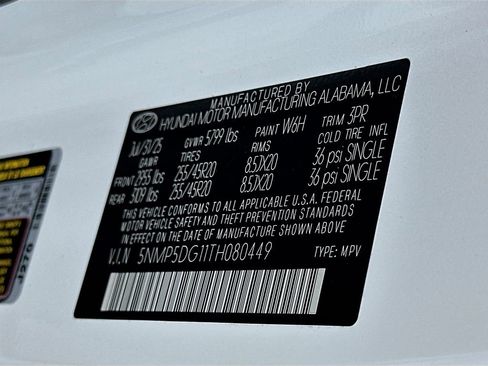 MANUFACTURED BY
HYUNDAI MOTOR MANUFACTURING ALABAMA, LLC
JUL/31/25 GVWR 5799 lbs PAINT W6H TRIM 3PR
GAWR TIRES RIMS COLD TIRE INFL
FRONT 2955 lbs 255/45R20 8.5JX20 36 psi SINGLE
REAR 3109 lbs 255/45R20 8.5JX20 36 psi SINGLE
THIS VEHICLE CONFORMS TO ALL APPLICABLE U.S.A. FEDERAL
MOTOR VEHICLE SAFETY AND THEFT PREVENTION STANDARDS
IN EFFECT ON THE DATE OF MANUFACTURE SHOWN ABOVE.
V.I.N 5NMP5DG11TH080449 TYPE: MPV
J270